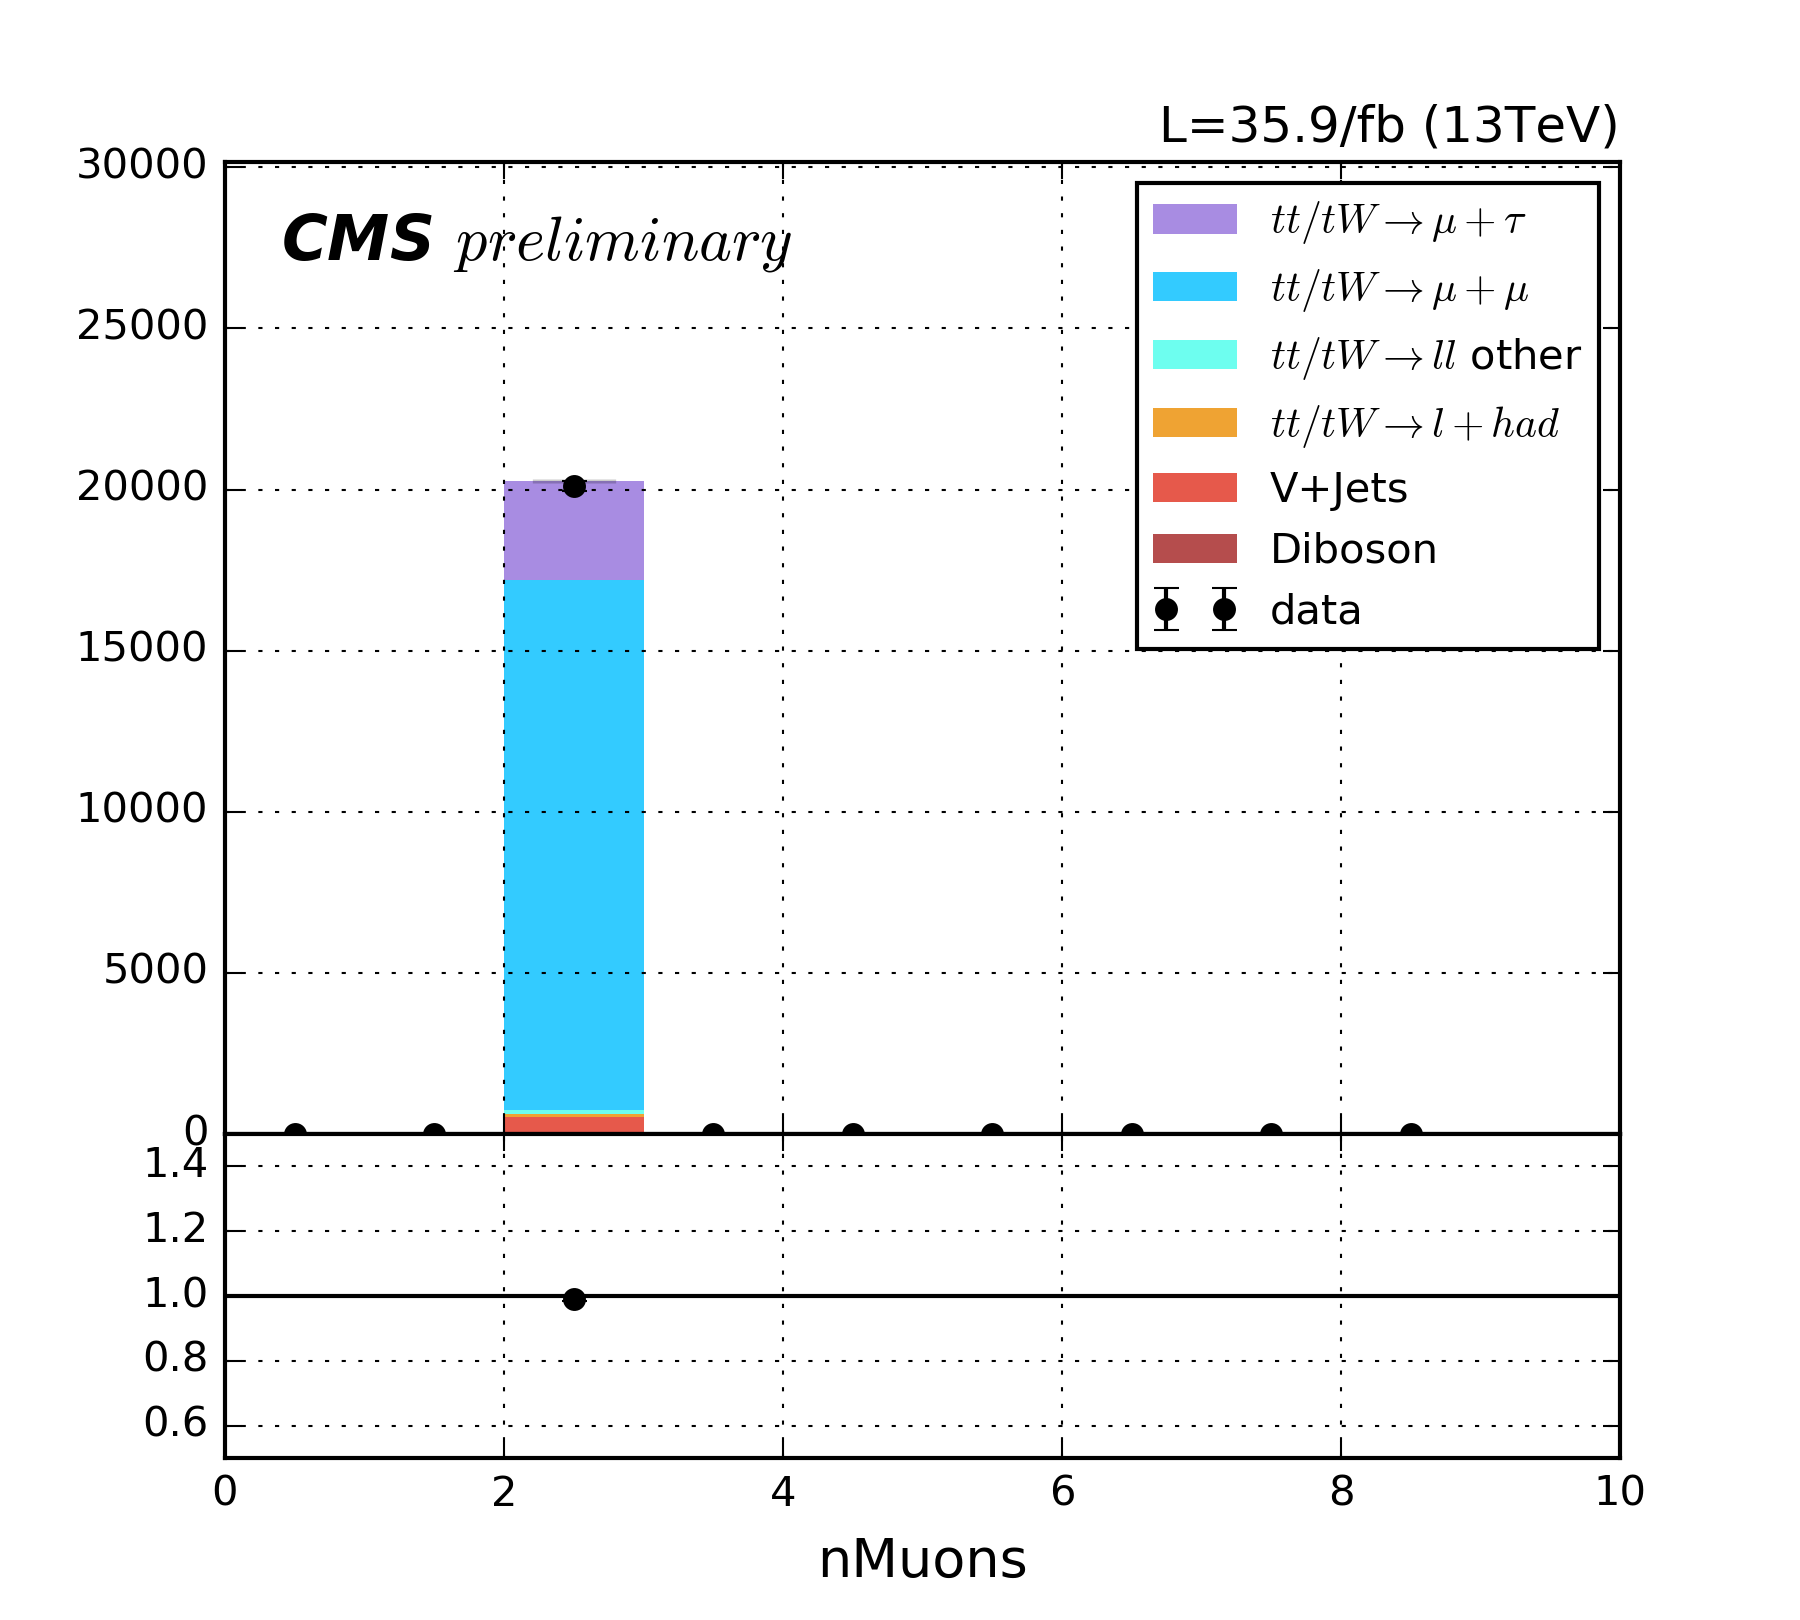 L=35.9/fb (13TeV)
CMS preliminary
30000
25000
20000
15000
10000
5000
0
tt/tW → μ + τ
tt/tW → μ + μ
tt/tW → ll other
tt/tW → l + had
V+Jets
Diboson
data
1.4
1.2
1.0
0.8
0.6
0 2 4 6 8 10
nMuons